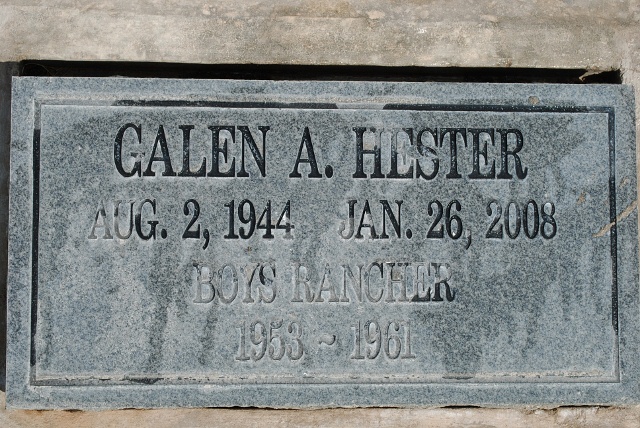 GALEN A. HESTER
AUG. 2, 1944 JAN. 26, 2008
BOYS RANCHER
1953 ~ 1961